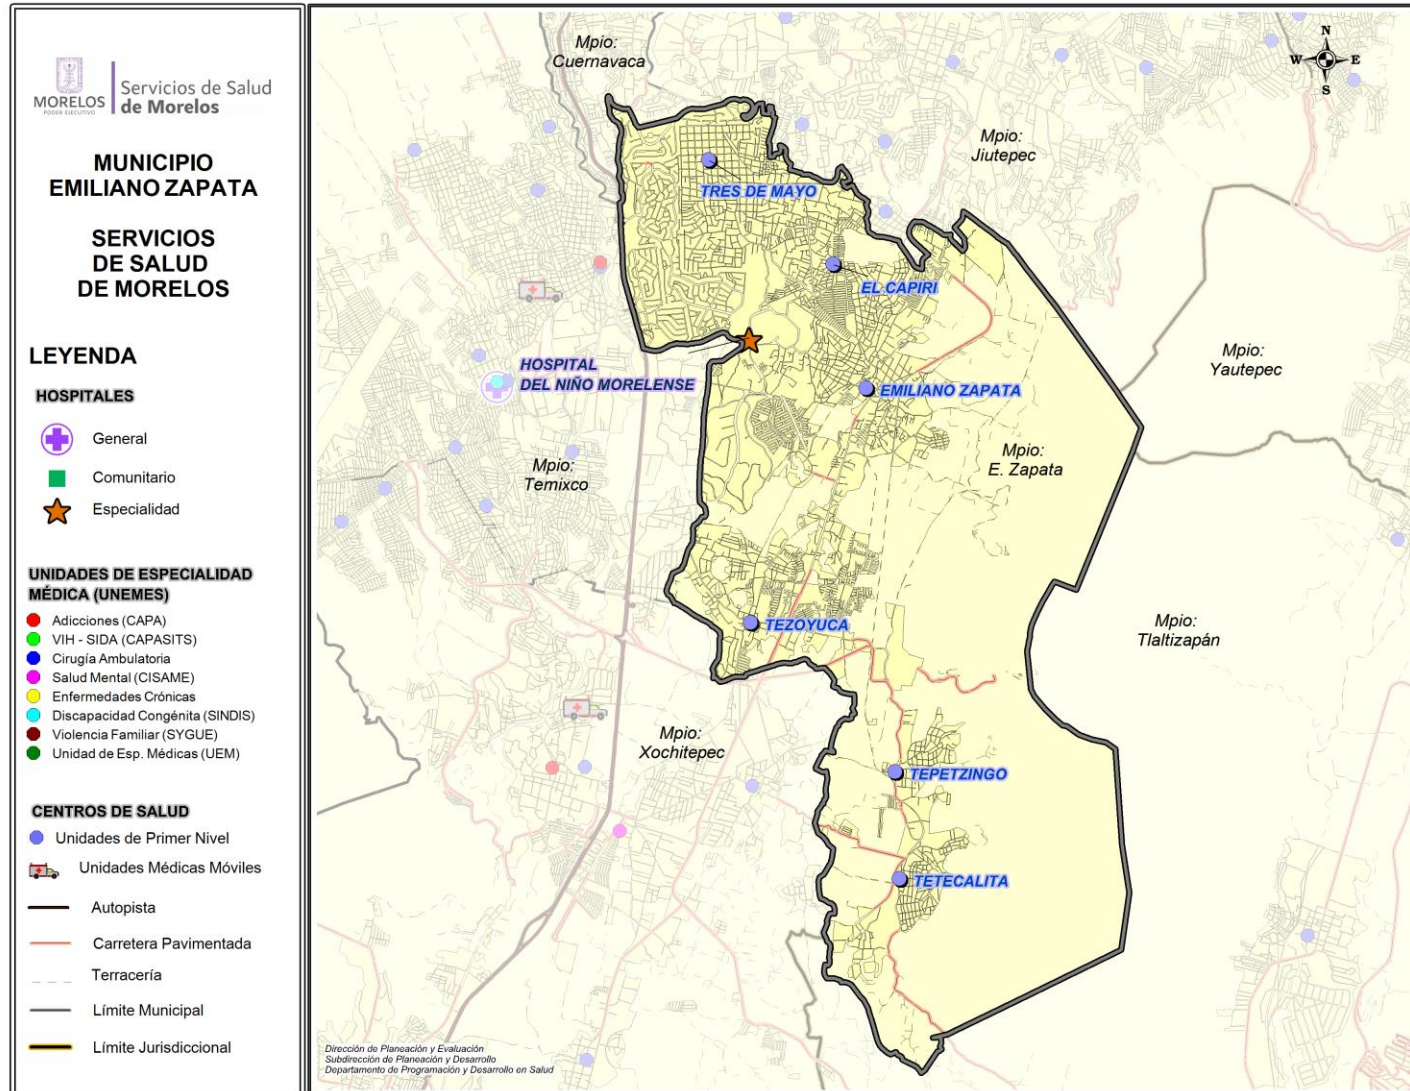 MORELOS
PODER EJECUTIVO
Servicios de Salud
de Morelos
MUNICIPIO
EMILIANO ZAPATA
SERVICIOS
DE SALUD
DE MORELOS
LEYENDA
HOSPITALES
General
Comunitario
Especialidad
UNIDADES DE ESPECIALIDAD
MÉDICA (UNEMES)
Adicciones (CAPA)
VIH - SIDA (CAPASITS)
Cirugía Ambulatoria
Salud Mental (CISAME)
Enfermedades Crónicas
Discapacidad Congénita (SINDIS)
Violencia Familiar (SYGUE)
Unidad de Esp. Médicas (UEM)
CENTROS DE SALUD
Unidades de Primer Nivel
Unidades Médicas Móviles
Autopista
Carretera Pavimentada
Terracería
Límite Municipal
Límite Jurisdiccional
Mpio:
Cuernavaca
N
W E
S
Mpio:
Jiutepec
TRES DE MAYO
EL CAPIRI
HOSPITAL
DEL NIÑO MORELENSE
Mpio:
Yautepec
EMILIANO ZAPATA
Mpio:
E. Zapata
Mpio:
Temixco
TEZOYUCA
Mpio:
Tlaltizapán
Mpio:
Xochitepec
TEPETZINGO
TETECALITA
Dirección de Planeación y Evaluación
Subdirección de Planeación y Desarrollo
Departamento de Programación y Desarrollo en Salud